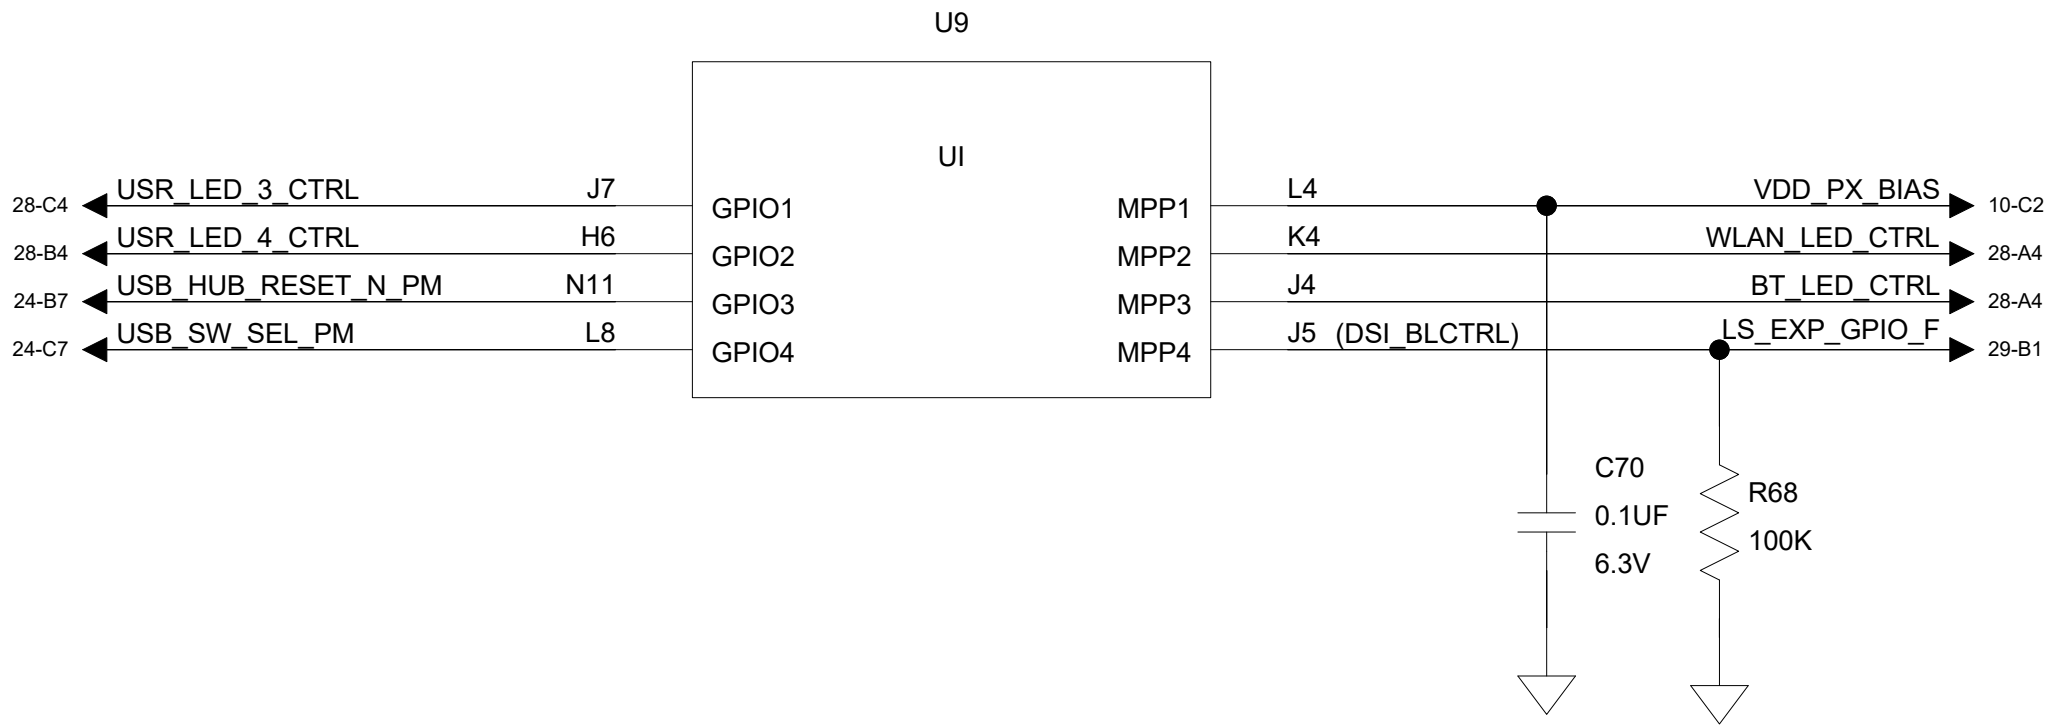 U9
UI
28-C4 USR_LED_3_CTRL J7 GPIO1 MPP1 L4 VDD_PX_BIAS 10-C2
28-B4 USR_LED_4_CTRL H6 GPIO2 MPP2 K4 WLAN_LED_CTRL 28-A4
24-B7 USB_HUB_RESET_N_PM N11 GPIO3 MPP3 J4 BT_LED_CTRL 28-A4
24-C7 USB_SW_SEL_PM L8 GPIO4 MPP4 J5 (DSI_BLCTRL) LS_EXP_GPIO_F 29-B1
C70
0.1UF
6.3V
R68
100K